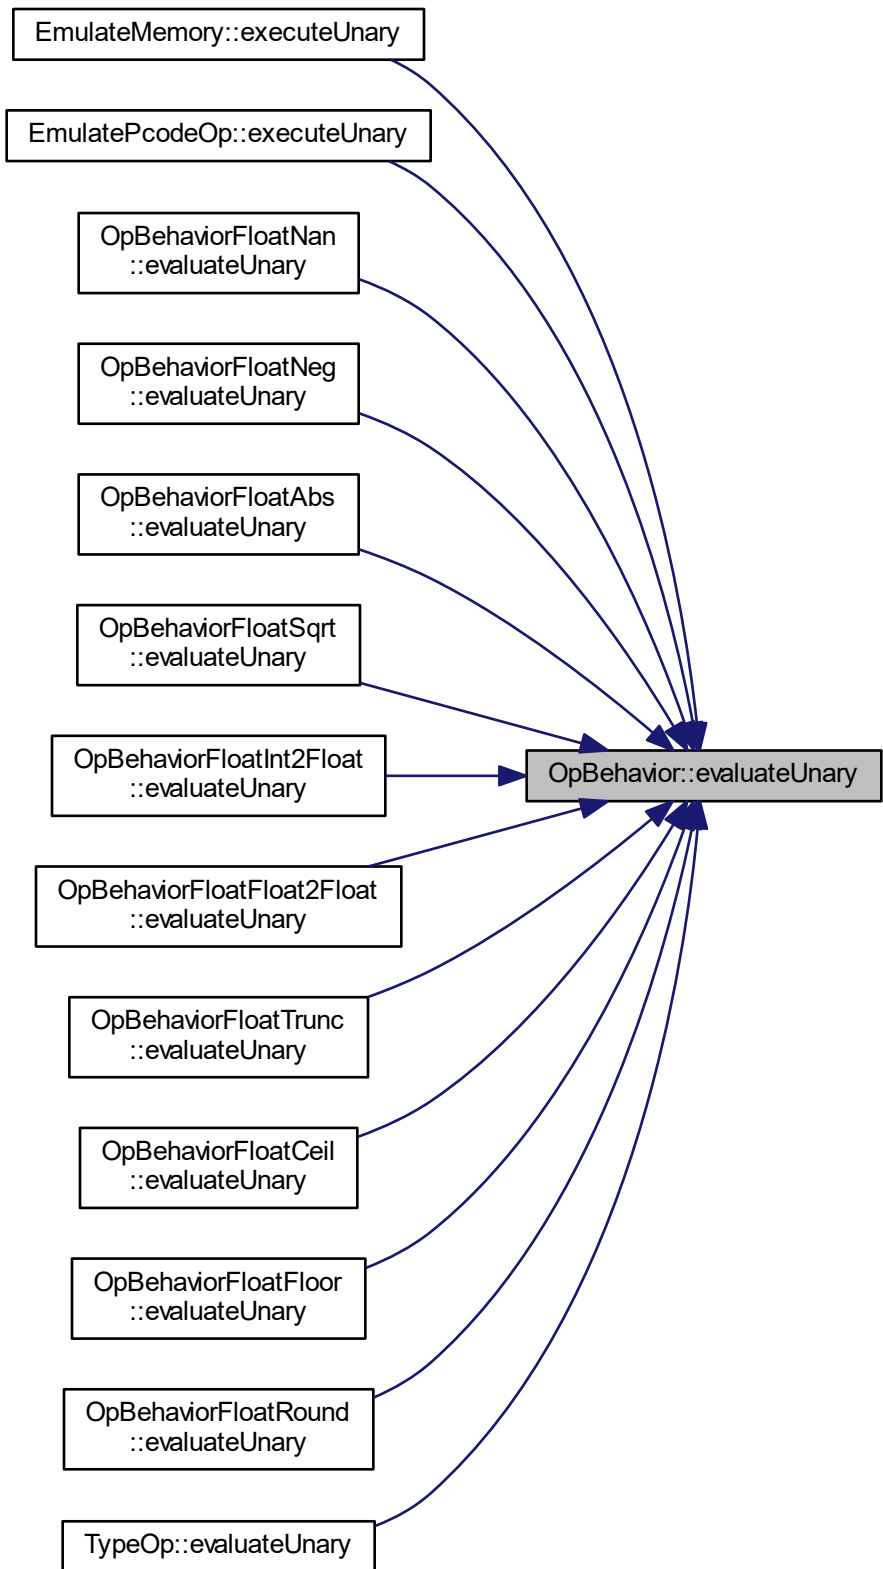 EmulateMemory::executeUnary
EmulatePcodeOp::executeUnary
OpBehaviorFloatNan
::evaluateUnary
OpBehaviorFloatNeg
::evaluateUnary
OpBehaviorFloatAbs
::evaluateUnary
OpBehaviorFloatSqrt
::evaluateUnary
OpBehaviorFloatInt2Float
::evaluateUnary
OpBehavior::evaluateUnary
OpBehaviorFloatFloat2Float
::evaluateUnary
OpBehaviorFloatTrunc
::evaluateUnary
OpBehaviorFloatCeil
::evaluateUnary
OpBehaviorFloatFloor
::evaluateUnary
OpBehaviorFloatRound
::evaluateUnary
TypeOp::evaluateUnary